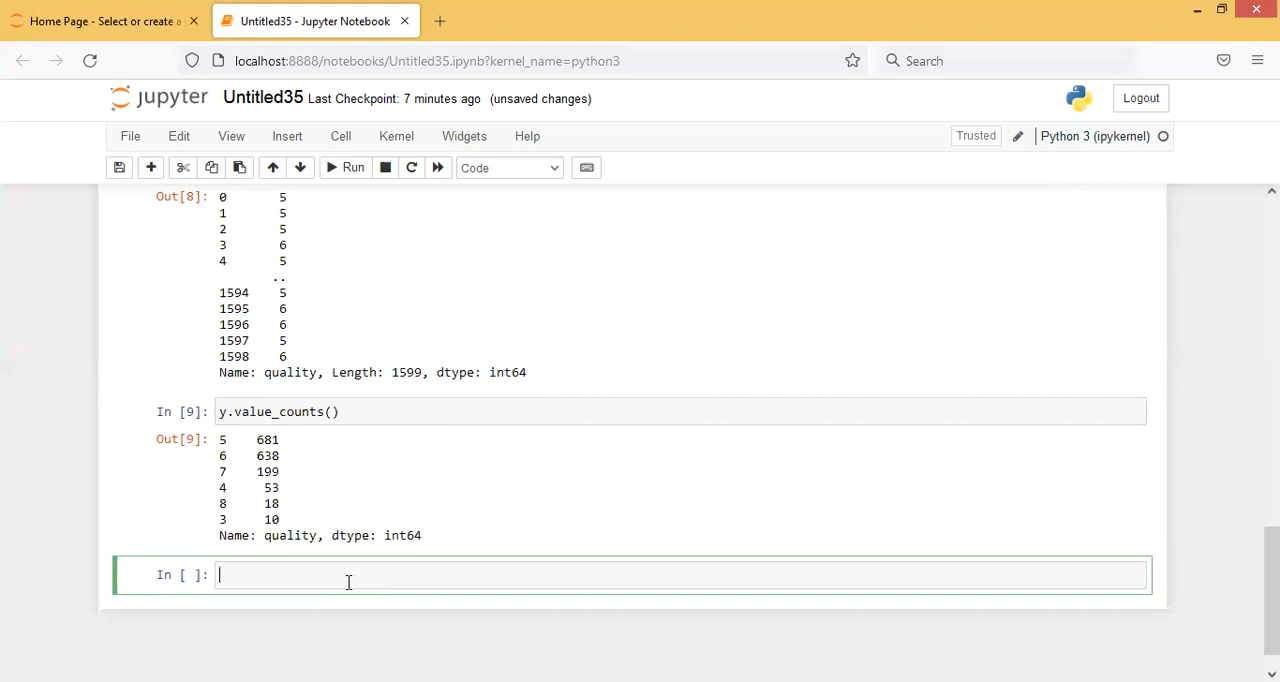 Home Page - Select or create a
Untitled35 - Jupyter Notebook
localhost:8888/notebooks/Untitled35.ipynb?kernel_name=python3
Search
jupyter Untitled35 Last Checkpoint: 7 minutes ago (unsaved changes)
Logout
File Edit View Insert Cell Kernel Widgets Help
Trusted
Python 3 (ipykernel)
Run
Code
Out[8]: 0 5
1 5
2 5
3 6
4 5
..
1594 5
1595 6
1596 6
1597 5
1598 6
Name: quality, Length: 1599, dtype: int64
In [9]: y.value_counts()
Out[9]: 5 681
6 638
7 199
4 53
8 18
3 10
Name: quality, dtype: int64
In [ ]: